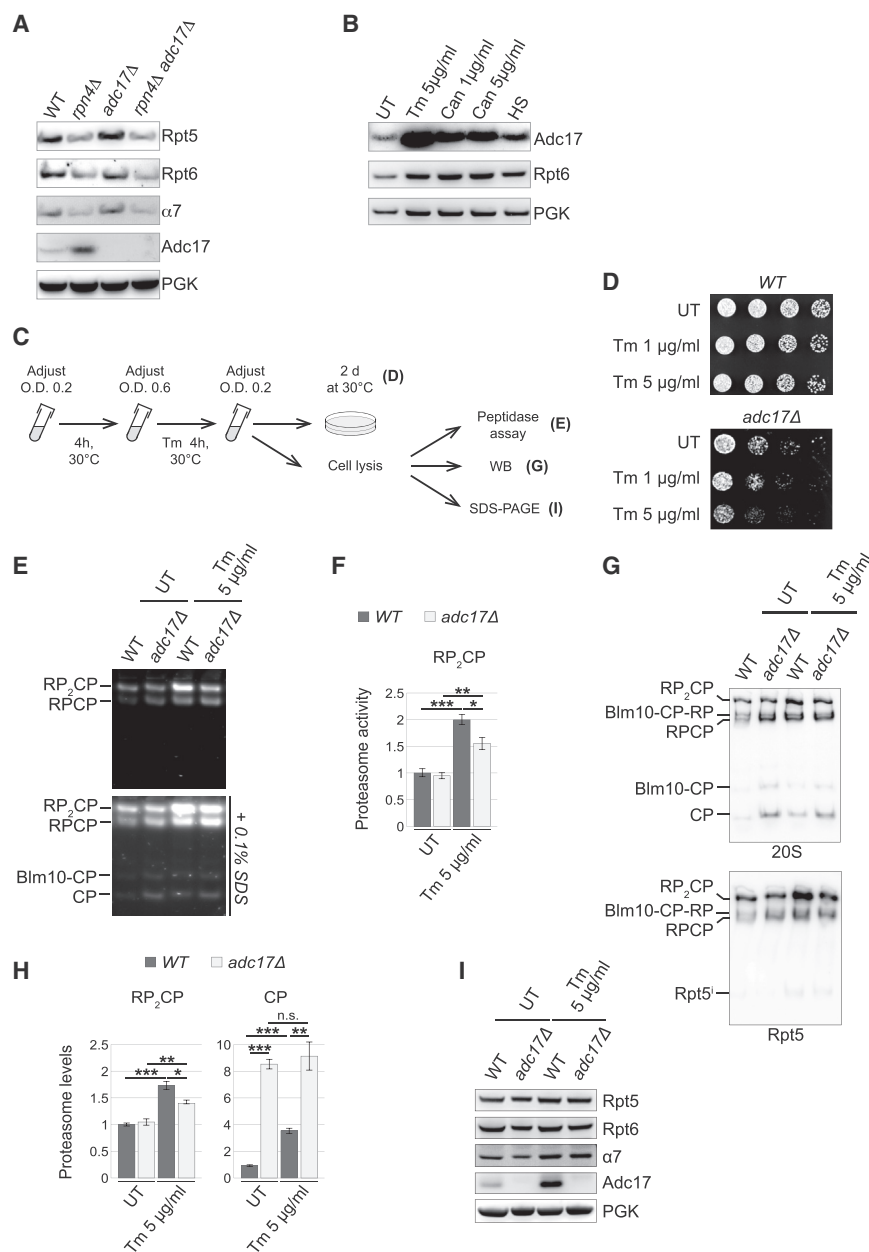 A
WT
rpn4Δ
adc17Δ
rpn4Δ adc17Δ
Rpt5
Rpt6
α7
Adc17
PGK
B
UT
Tm 5µg/ml
Can 1µg/ml
Can 5µg/ml
HS
Adc17
Rpt6
PGK
C
Adjust
O.D. 0.2
4h,
30°C
Adjust
O.D. 0.6
Tm 4h,
30°C
Adjust
O.D. 0.2
2 d
at 30°C
(D)
Cell lysis
Peptidase
assay
(E)
WB (G)
SDS-PAGE (I)
D
WT
UT
Tm 1 µg/ml
Tm 5 µg/ml
adc17Δ
UT
Tm 1 µg/ml
Tm 5 µg/ml
E
UT
Tm
5 µg/ml
WT
adc17Δ
WT
adc17Δ
RP2CP
RPCP
RP2CP
RPCP
Blm10-CP
CP
+ 0.1% SDS
F
WT adc17Δ
RP2CP
Proteasome activity
2.5
2
1.5
1
0.5
0
**
*** *
UT
Tm 5 µg/ml
G
UT
Tm
5 µg/ml
WT
adc17Δ
WT
adc17Δ
RP2CP
Blm10-CP-RP
RPCP
Blm10-CP
CP
20S
RP2CP
Blm10-CP-RP
RPCP
Rpt5i
Rpt5
H
WT adc17Δ
RP2CP
Proteasome levels
2.5
2
1.5
1
0.5
0
**
*** *
UT
Tm 5 µg/ml
CP
10
8
6
4
2
0
n.s.
*** **
***
UT
Tm 5 µg/ml
I
UT
Tm
5 µg/ml
WT
adc17Δ
WT
adc17Δ
Rpt5
Rpt6
α7
Adc17
PGK